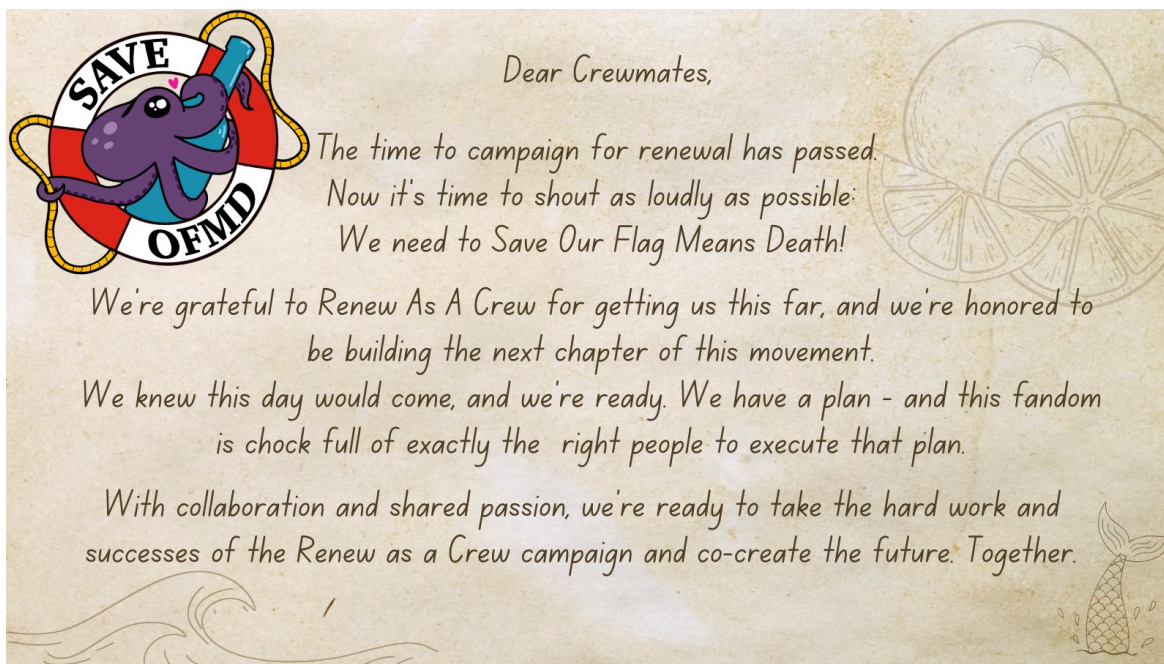 SAVE
OFMD
Dear Crewmates,
The time to campaign for renewal has passed.
Now it's time to shout as loudly as possible:
We need to Save Our Flag Means Death!
We're grateful to Renew As A Crew for getting us this far, and we're honored to
be building the next chapter of this movement.
We knew this day would come, and we're ready. We have a plan - and this fandom
is chock full of exactly the  right people to execute that plan.
With collaboration and shared passion, we're ready to take the hard work and
successes of the Renew as a Crew campaign and co-create the future. Together.